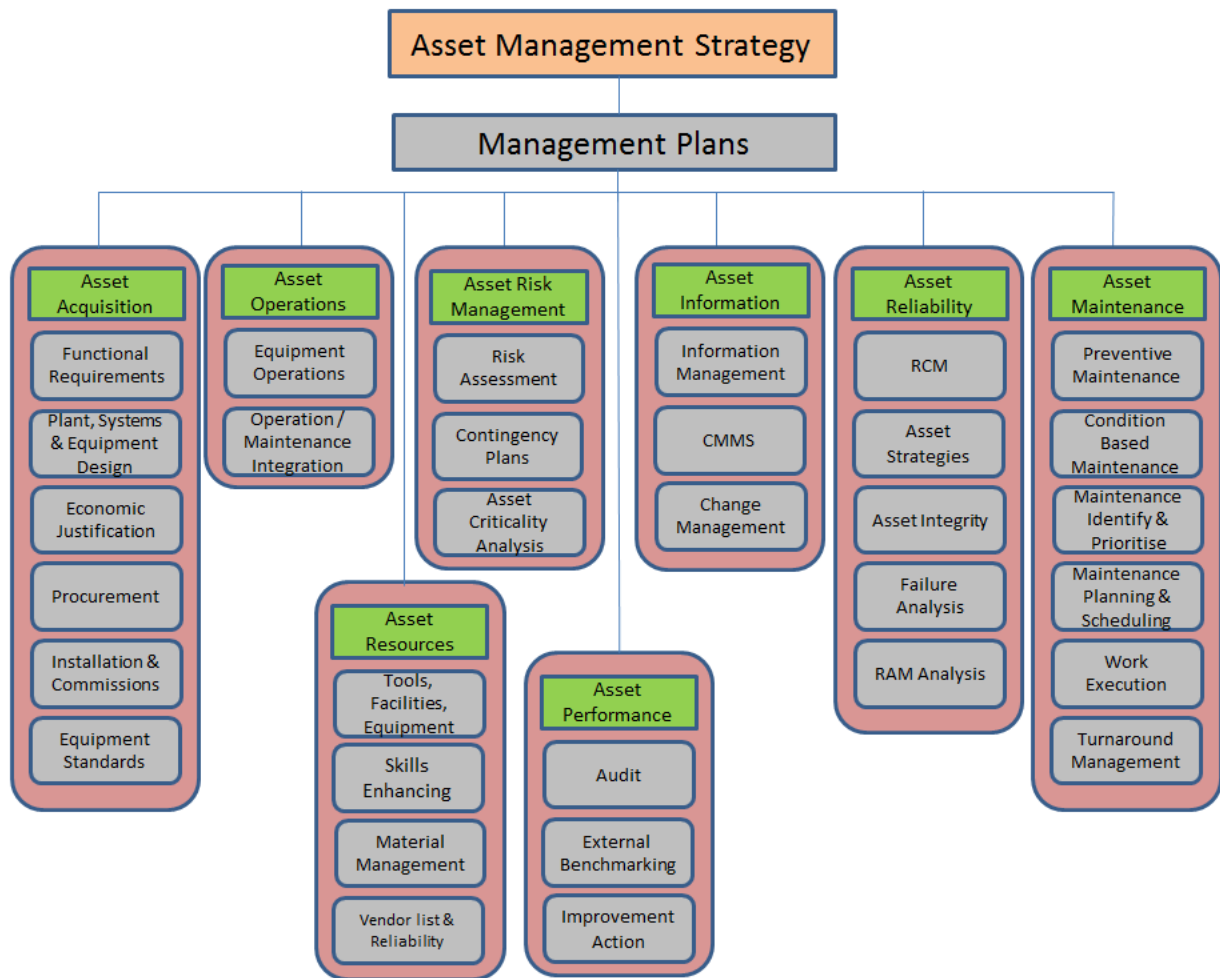 Asset Management Strategy
Management Plans
Asset
Acquisition
Functional
Requirements
Plant, Systems
& Equipment
Design
Economic
Justification
Procurement
Installation &
Commissions
Equipment
Standards
Asset
Operations
Equipment
Operations
Operation /
Maintenance
Integration
Asset Risk
Management
Risk
Assessment
Contingency
Plans
Asset
Criticality
Analysis
Asset
Information
Information
Management
CMMS
Change
Management
Asset
Reliability
RCM
Asset
Strategies
Asset Integrity
Failure
Analysis
RAM Analysis
Asset
Maintenance
Preventive
Maintenance
Condition
Based
Maintenance
Maintenance
Identify &
Prioritise
Maintenance
Planning &
Scheduling
Work
Execution
Turnaround
Management
Asset
Resources
Tools,
Facilities,
Equipment
Skills
Enhancing
Material
Management
Vendor list &
Reliability
Asset
Performance
Audit
External
Benchmarking
Improvement
Action